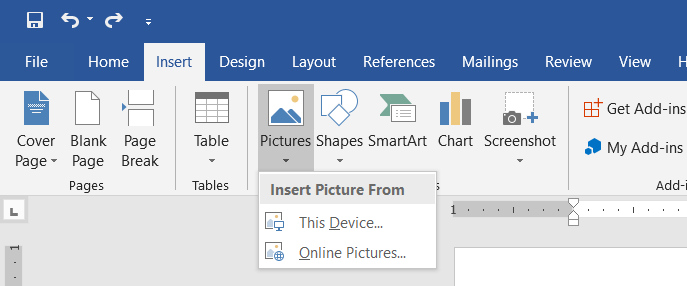 File Home Insert Design Layout References Mailings Review View H
Cover Page
Blank Page
Page Break
Pages
Table
Tables
Pictures
Shapes
SmartArt
Chart
Screenshot
Get Add-ins
My Add-ins
Add-i
Insert Picture From
This Device...
Online Pictures...
L
1
1